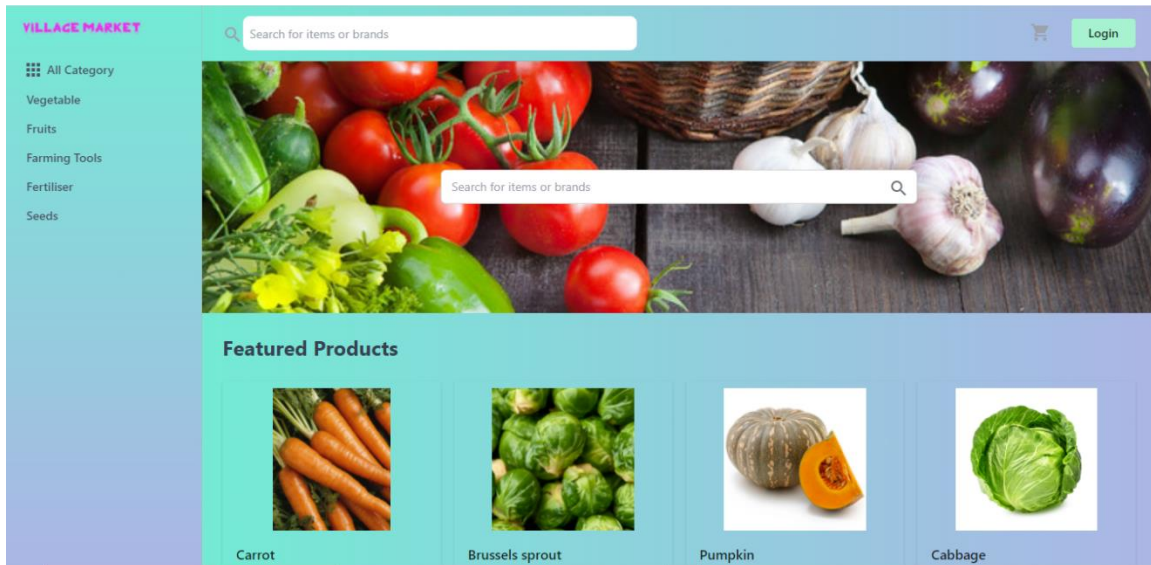 VILLAGE MARKET
Search for items or brands
Login
All Category
Vegetable
Fruits
Farming Tools
Fertiliser
Seeds
Search for items or brands
Featured Products
Carrot
Brussels sprout
Pumpkin
Cabbage